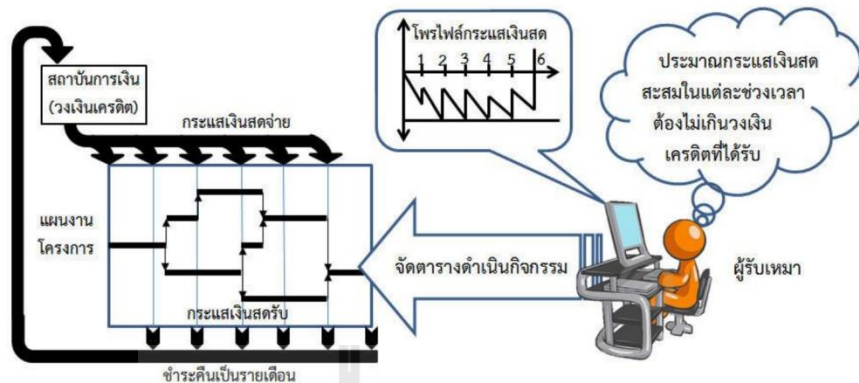 สถาบันการเงิน
(วงเงินเครดิต)
กระแสเงินสดจ่าย
แผนงาน
โครงการ
กระแสเงินสดรับ
ชำระคืนเป็นรายเดือน
โพรไฟล์กระแสเงินสด
1 2 3 4 5 6
จัดตารางดำเนินกิจกรรม
ประมาณกระแสเงินสด
สะสมในแต่ละช่วงเวลา
ต้องไม่เกินวงเงิน
เครดิตที่ได้รับ
ผู้รับเหมา